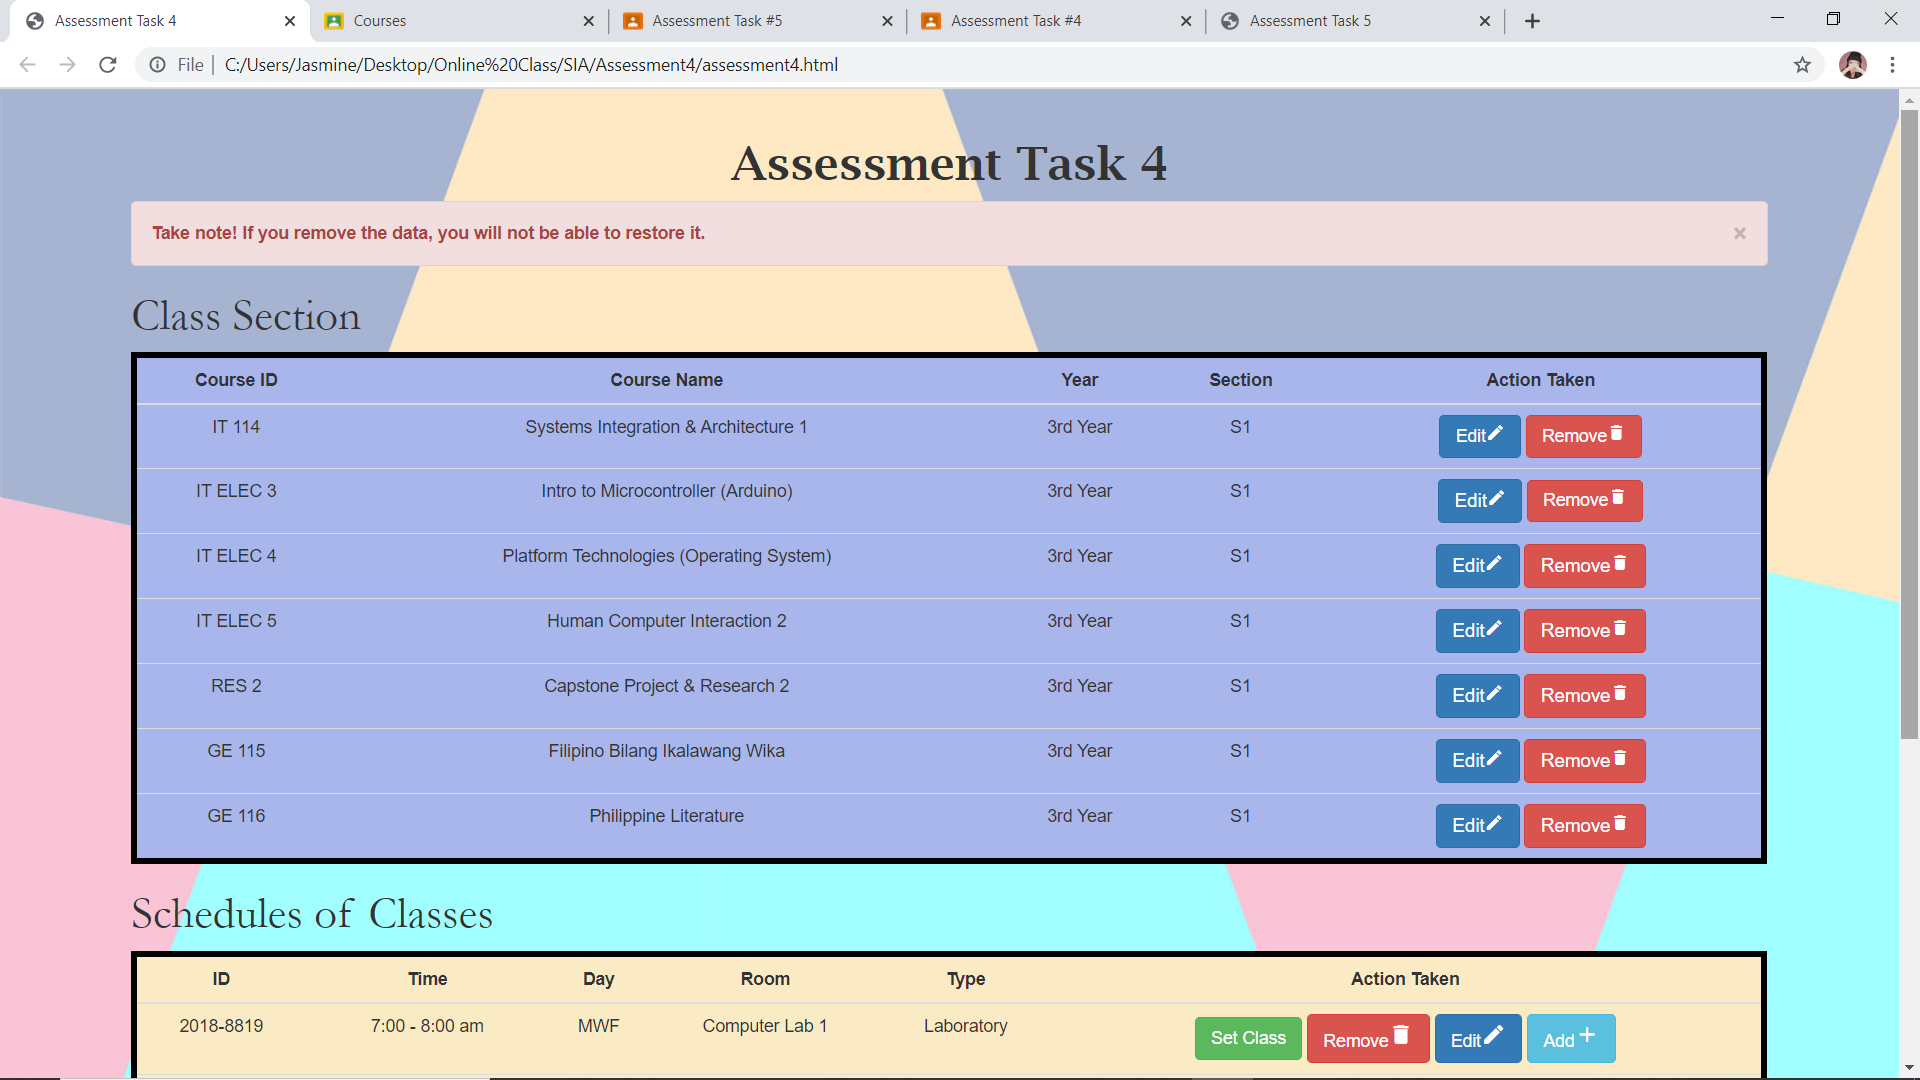 Assessment Task 4
Courses
Assessment Task #5
Assessment Task #4
Assessment Task 5
File
C:/Users/Jasmine/Desktop/Online%20Class/SIA/Assessment4/assessment4.html
Assessment Task 4
Take note! If you remove the data, you will not be able to restore it.
Class Section
Course ID Course Name Year Section Action Taken
IT 114 Systems Integration & Architecture 1 3rd Year S1 Edit Remove
IT ELEC 3 Intro to Microcontroller (Arduino) 3rd Year S1 Edit Remove
IT ELEC 4 Platform Technologies (Operating System) 3rd Year S1 Edit Remove
IT ELEC 5 Human Computer Interaction 2 3rd Year S1 Edit Remove
RES 2 Capstone Project & Research 2 3rd Year S1 Edit Remove
GE 115 Filipino Bilang Ikalawang Wika 3rd Year S1 Edit Remove
GE 116 Philippine Literature 3rd Year S1 Edit Remove
Schedules of Classes
ID Time Day Room Type Action Taken
2018-8819 7:00 - 8:00 am MWF Computer Lab 1 Laboratory Set Class Remove Edit Add